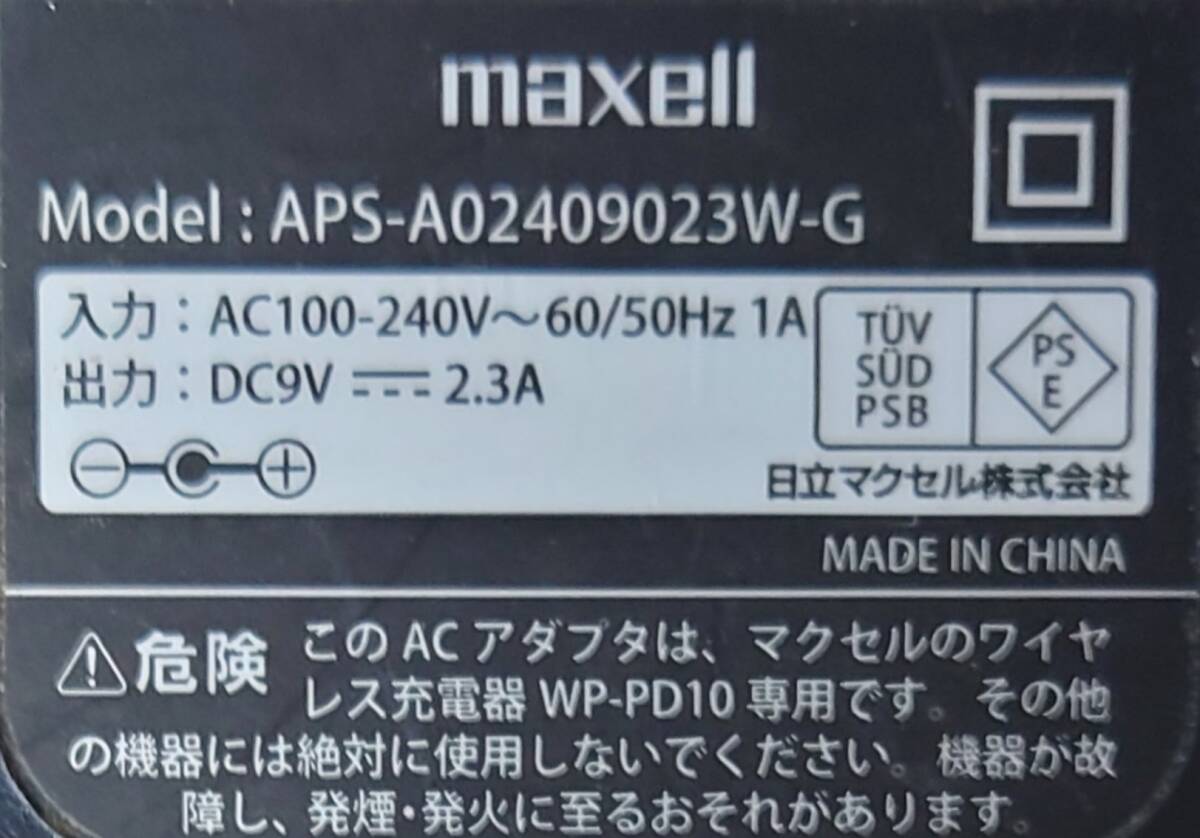 maxell
Model : APS-A02409023W-G
入力：AC100-240V～60/50Hz 1A
出力：DC9V ⎓ 2.3A
TÜV
SÜD
PSB
PS
E
日立マクセル株式会社
MADE IN CHINA
危険 このACアダプタは、マクセルのワイヤ
レス充電器 WP-PD10 専用です。その他
の機器には絶対に使用しないでください。機器が故
障し、発煙・発火に至るおそれがあります。